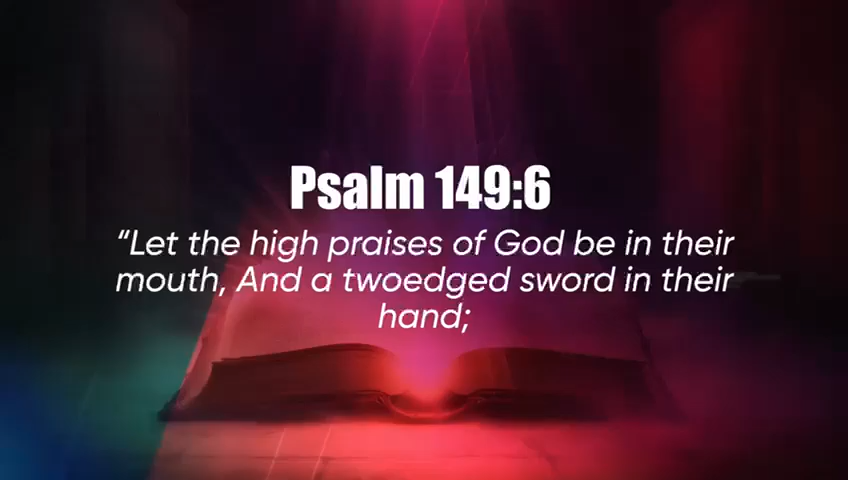 Psalm 149:6
“Let the high praises of God be in their
mouth, And a twoedged sword in their
hand;